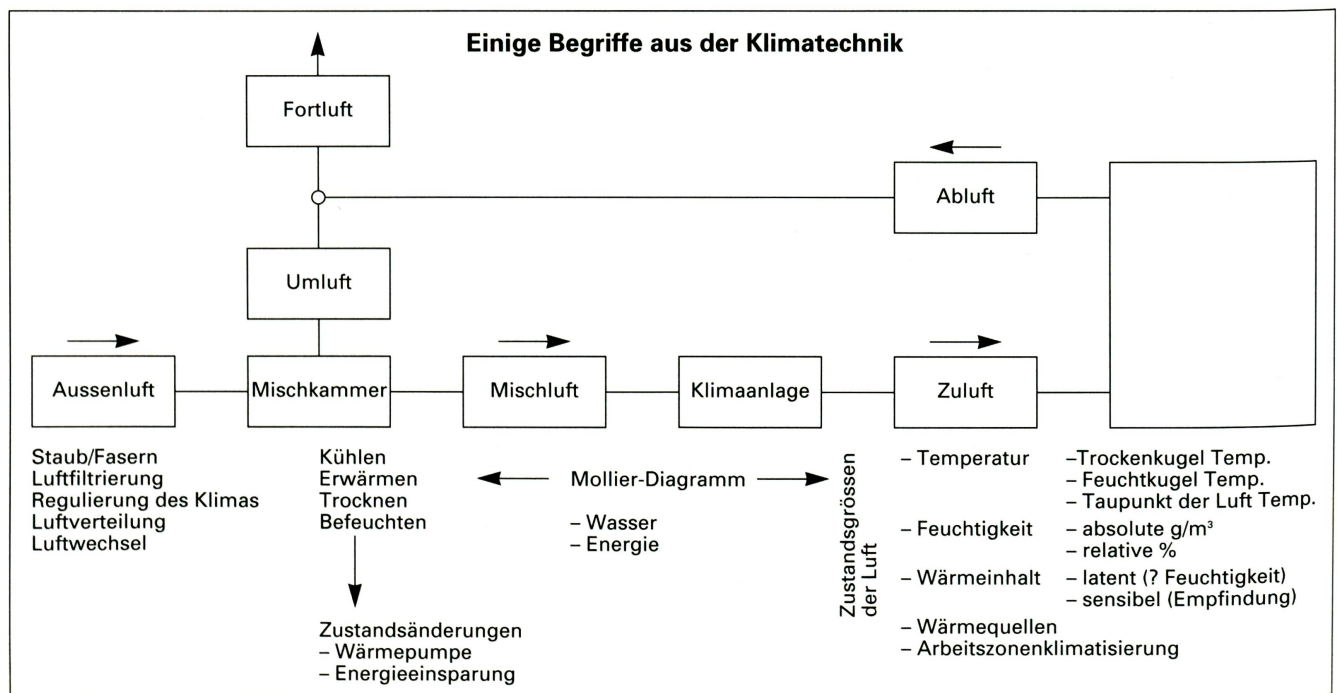 Einige Begriffe aus der Klimatechnik
Fortluft
Abluft
Umluft
Aussenluft
Mischkammer
Mischluft
Klimaanlage
Zuluft
Staub/Fasern
Luftfiltrierung
Regulierung des Klimas
Luftverteilung
Luftwechsel
Kühlen
Erwärmen
Trocknen
Befeuchten
Zustandsänderungen
– Wärmepumpe
– Energieeinsparung
Mollier-Diagramm
– Wasser
– Energie
Zustandsgrössen
der Luft
– Temperatur
–Trockenkugel Temp.
– Feuchtkugel Temp.
– Taupunkt der Luft Temp.
– Feuchtigkeit
– absolute g/m³
– relative %
– Wärmeinhalt
– latent (? Feuchtigkeit)
– sensibel (Empfindung)
– Wärmequellen
– Arbeitszonenklimatisierung